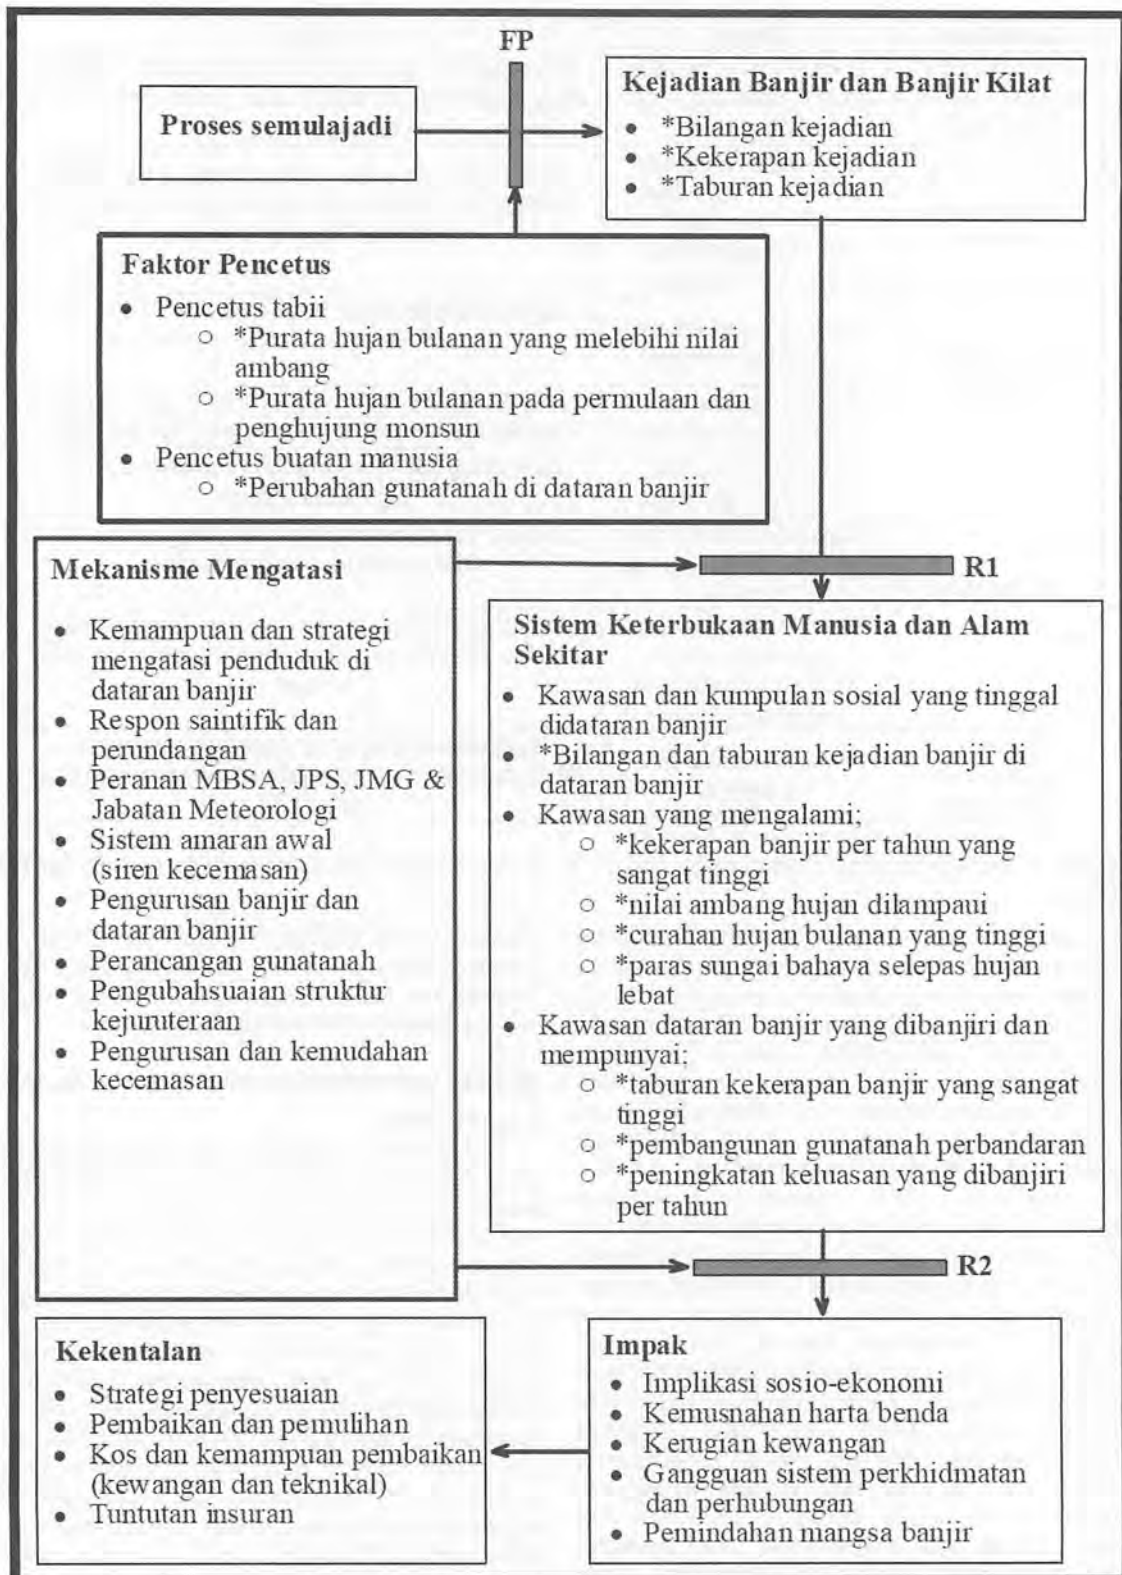 FP
Proses semulajadi
Kejadian Banjir dan Banjir Kilat
• *Bilangan kejadian
• *Kekerapan kejadian
• *Taburan kejadian
Faktor Pencetus
• Pencetus tabii
○ *Purata hujan bulanan yang melebihi nilai
ambang
○ *Purata hujan bulanan pada permulaan dan
penghujung monsun
• Pencetus buatan manusia
○ *Perubahan gunatanah di dataran banjir
Mekanisme Mengatasi
• Kemampuan dan strategi
mengatasi penduduk di
dataran banjir
• Respon saintifik dan
perundangan
• Peranan MBSA, JPS, JMG &
Jabatan Meteorologi
• Sistem amaran awal
(siren kecemasan)
• Pengurusan banjir dan
dataran banjir
• Perancangan gunatanah
• Pengubahsuaian struktur
kejuruteraan
• Pengurusan dan kemudahan
kecemasan
R1
Sistem Keterbukaan Manusia dan Alam
Sekitar
• Kawasan dan kumpulan sosial yang tinggal
didataran banjir
• *Bilangan dan taburan kejadian banjir di
dataran banjir
• Kawasan yang mengalami;
○ *kekerapan banjir per tahun yang
sangat tinggi
○ *nilai ambang hujan dilampaui
○ *curahan hujan bulanan yang tinggi
○ *paras sungai bahaya selepas hujan
lebat
• Kawasan dataran banjir yang dibanjiri dan
mempunyai;
○ *taburan kekerapan banjir yang sangat
tinggi
○ *pembangunan gunatanah perbandaran
○ *peningkatan keluasan yang dibanjiri
per tahun
R2
Kekentalan
• Strategi penyesuaian
• Pembaikan dan pemulihan
• Kos dan kemampuan pembaikan
(kewangan dan teknikal)
• Tuntutan insuran
Impak
• Implikasi sosio-ekonomi
• Kemusnahan harta benda
• Kerugian kewangan
• Gangguan sistem perkhidmatan
dan perhubungan
• Pemindahan mangsa banjir